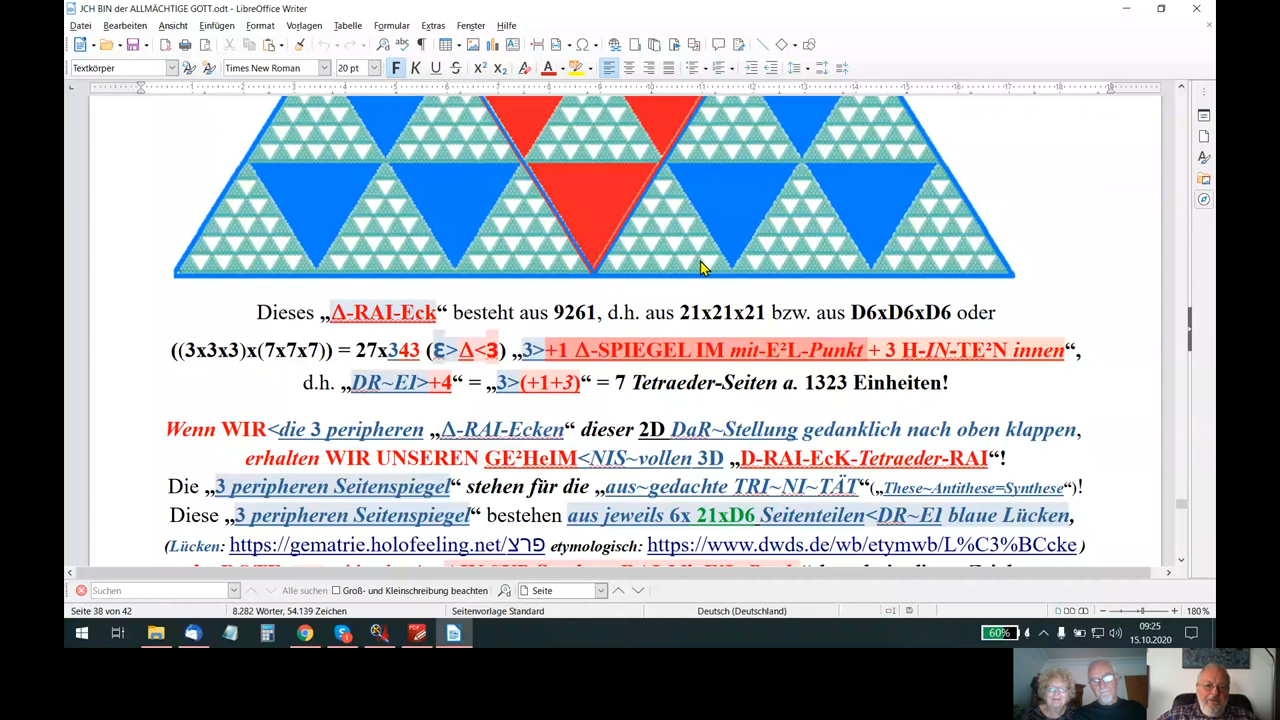 JCH BIN der ALLMÄCHTIGE GOTT.odt - LibreOffice Writer
Datei Bearbeiten Ansicht Einfügen Format Vorlagen Tabelle Formular Extras Fenster Hilfe
Textkörper Times New Roman 20 pt
Dieses „Δ-RAI-Eck“ besteht aus 9261, d.h. aus 21x21x21 bzw. aus D6xD6xD6 oder
((3x3x3)x(7x7x7)) = 27x343 (Ɛ>Δ<3) „3>+1 Δ-SPIEGEL IM mit-E²L-Punkt + 3 H-IN-TE²N innen“,
d.h. „DR~E1>+4“ = „3>(+1+3)“ = 7 Tetraeder-Seiten a. 1323 Einheiten!
Wenn WIR<die 3 peripheren „Δ-RAI-Ecken“ dieser 2D DaR~Stellung gedanklich nach oben klappen,
erhalten WIR UNSEREN GE²HeIM<NIS~vollen 3D „D-RAI-EcK-Tetraeder-RAI“!
Die „3 peripheren Seitenspiegel“ stehen für die „aus~gedachte TRI~NI~TÄT“(„These~Antithese=Synthese“)!
Diese „3 peripheren Seitenspiegel“ bestehen aus jeweils 6x 21xD6 Seitenteilen<DR~E1 blaue Lücken,
(Lücken: https://gematrie.holofeeling.net/פרצ etymologisch: https://www.dwds.de/wb/etymwb/L%C3%BCcke )
Suchen Alle suchen Groß- und Kleinschreibung beachten Seite
Seite 38 von 42 8.282 Wörter, 54.139 Zeichen Seitenvorlage Standard Deutsch (Deutschland) 180%
60% 09:25
15.10.2020